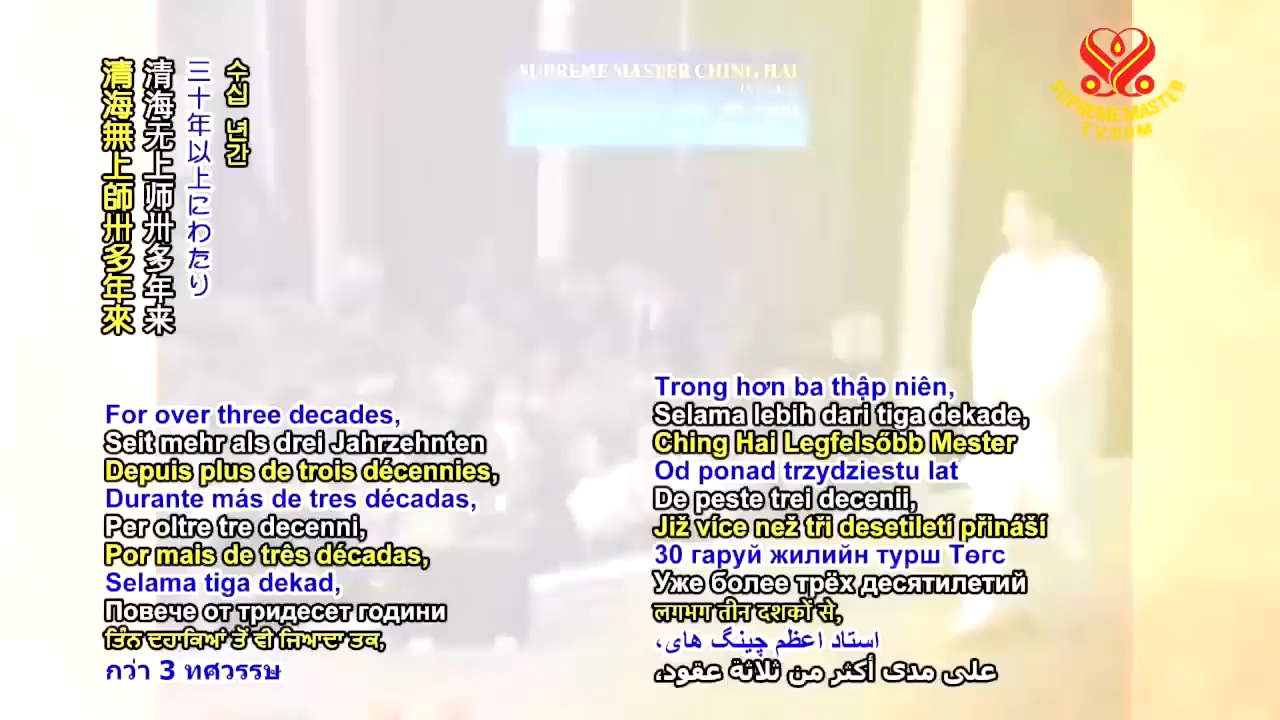 SUPREME MASTER CHING HAI
SUPREME MASTER
TV.COM
수십 년간
三十年以上にわたり
清海无上师卅多年来
清海無上師卅多年來
For over three decades,
Seit mehr als drei Jahrzehnten
Depuis plus de trois décennies,
Durante más de tres décadas,
Per oltre tre decenni,
Por mais de três décadas,
Selama tiga dekad,
Повече от тридесет години
ਤਿੰਨ ਦਹਾਕਿਆਂ ਤੋਂ ਵੀ ਜਿਆਦਾ ਤਕ,
กว่า 3 ทศวรรษ
Trong hơn ba thập niên,
Selama lebih dari tiga dekade,
Ching Hai Legfelsőbb Mester
Od ponad trzydziestu lat
De peste trei decenii,
Již více než tři desetiletí přináší
30 гаруй жилийн турш Төгс
Уже более трёх десятилетий
लगभग तीन दशकों से,
استاد اعظم چینگ های،
على مدى أكثر من ثلاثة عقود،